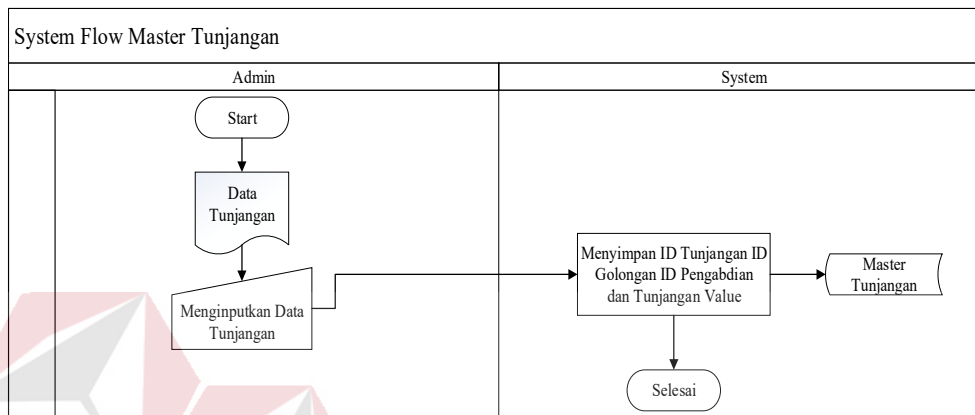 System Flow Master Tunjangan
Admin
System
Start
Data
Tunjangan
Menginputkan Data
Tunjangan
Menyimpan ID Tunjangan ID
Golongan ID Pengabdian
dan Tunjangan Value
Master
Tunjangan
Selesai